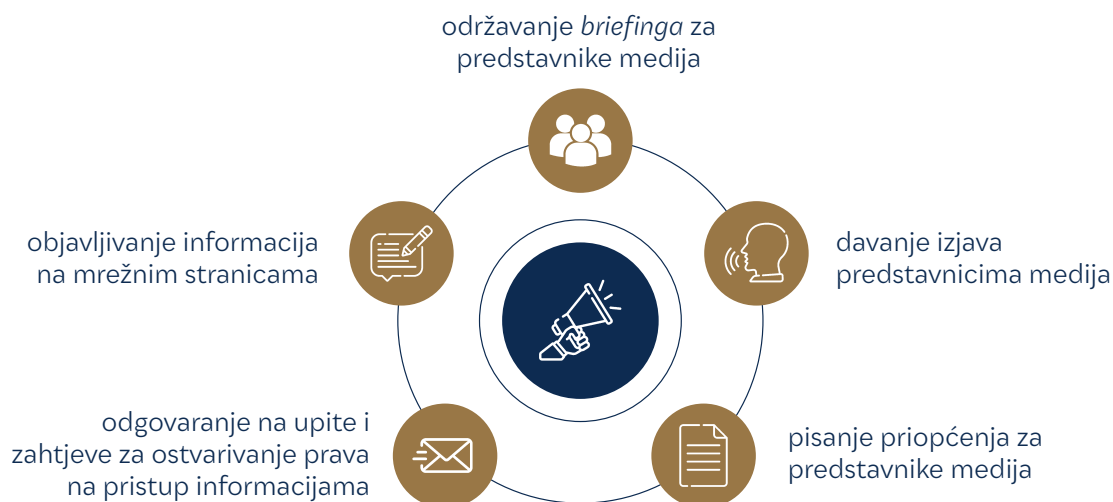 održavanje briefinga za
predstavnike medija
objavljivanje informacija
na mrežnim stranicama
davanje izjava
predstavnicima medija
odgovaranje na upite i
zahtjeve za ostvarivanje prava
na pristup informacijama
pisanje priopćenja za
predstavnike medija